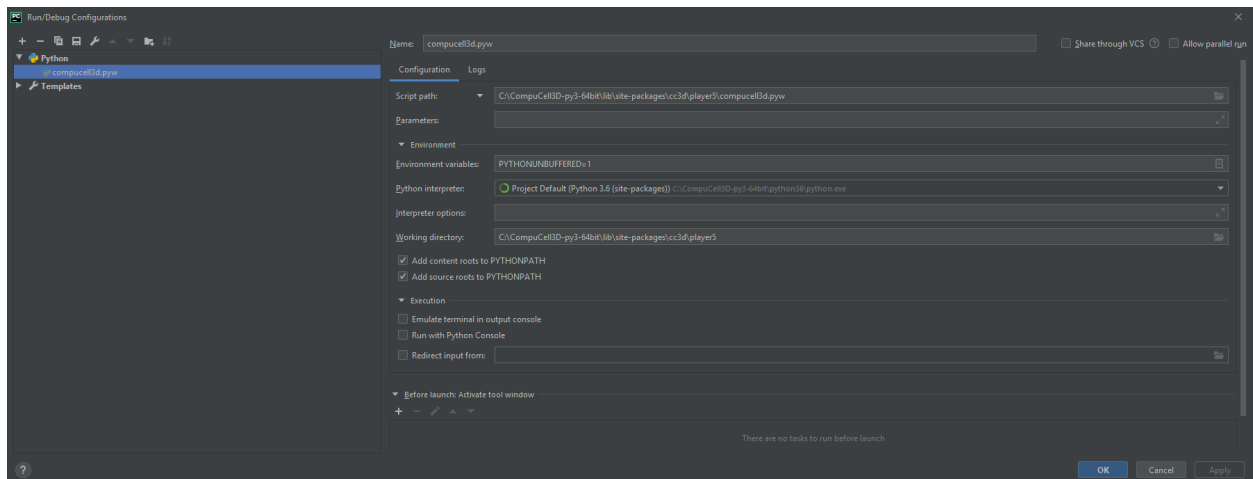 PC Run/Debug Configurations
Python
compucell3d.pyw
Templates
Name: compucell3d.pyw
Share through VCS ? Allow parallel run
Configuration Logs
Script path: C:\CompuCell3D-py3-64bit\lib\site-packages\cc3d\player5\compucell3d.pyw
Parameters:
Environment
Environment variables: PYTHONUNBUFFERED=1
Python interpreter: Project Default (Python 3.6 (site-packages)) C:\CompuCell3D-py3-64bit\python36\python.exe
Interpreter options:
Working directory: C:\CompuCell3D-py3-64bit\lib\site-packages\cc3d\player5
Add content roots to PYTHONPATH
Add source roots to PYTHONPATH
Execution
Emulate terminal in output console
Run with Python Console
Redirect input from:
Before launch: Activate tool window
There are no tasks to run before launch
? OK Cancel Apply